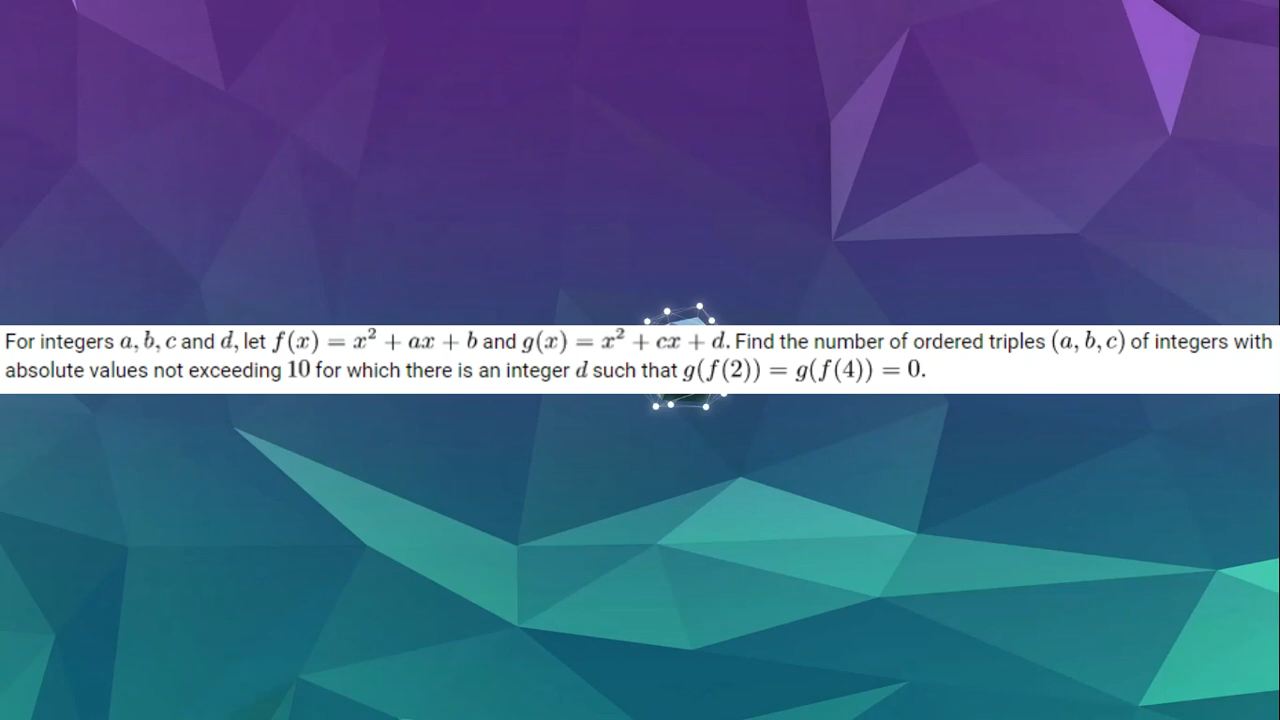 For integers a, b, c and d, let f(x) = x² + ax + b and g(x) = x² + cx + d. Find the number of ordered triples (a, b, c) of integers with
absolute values not exceeding 10 for which there is an integer d such that g(f(2)) = g(f(4)) = 0.